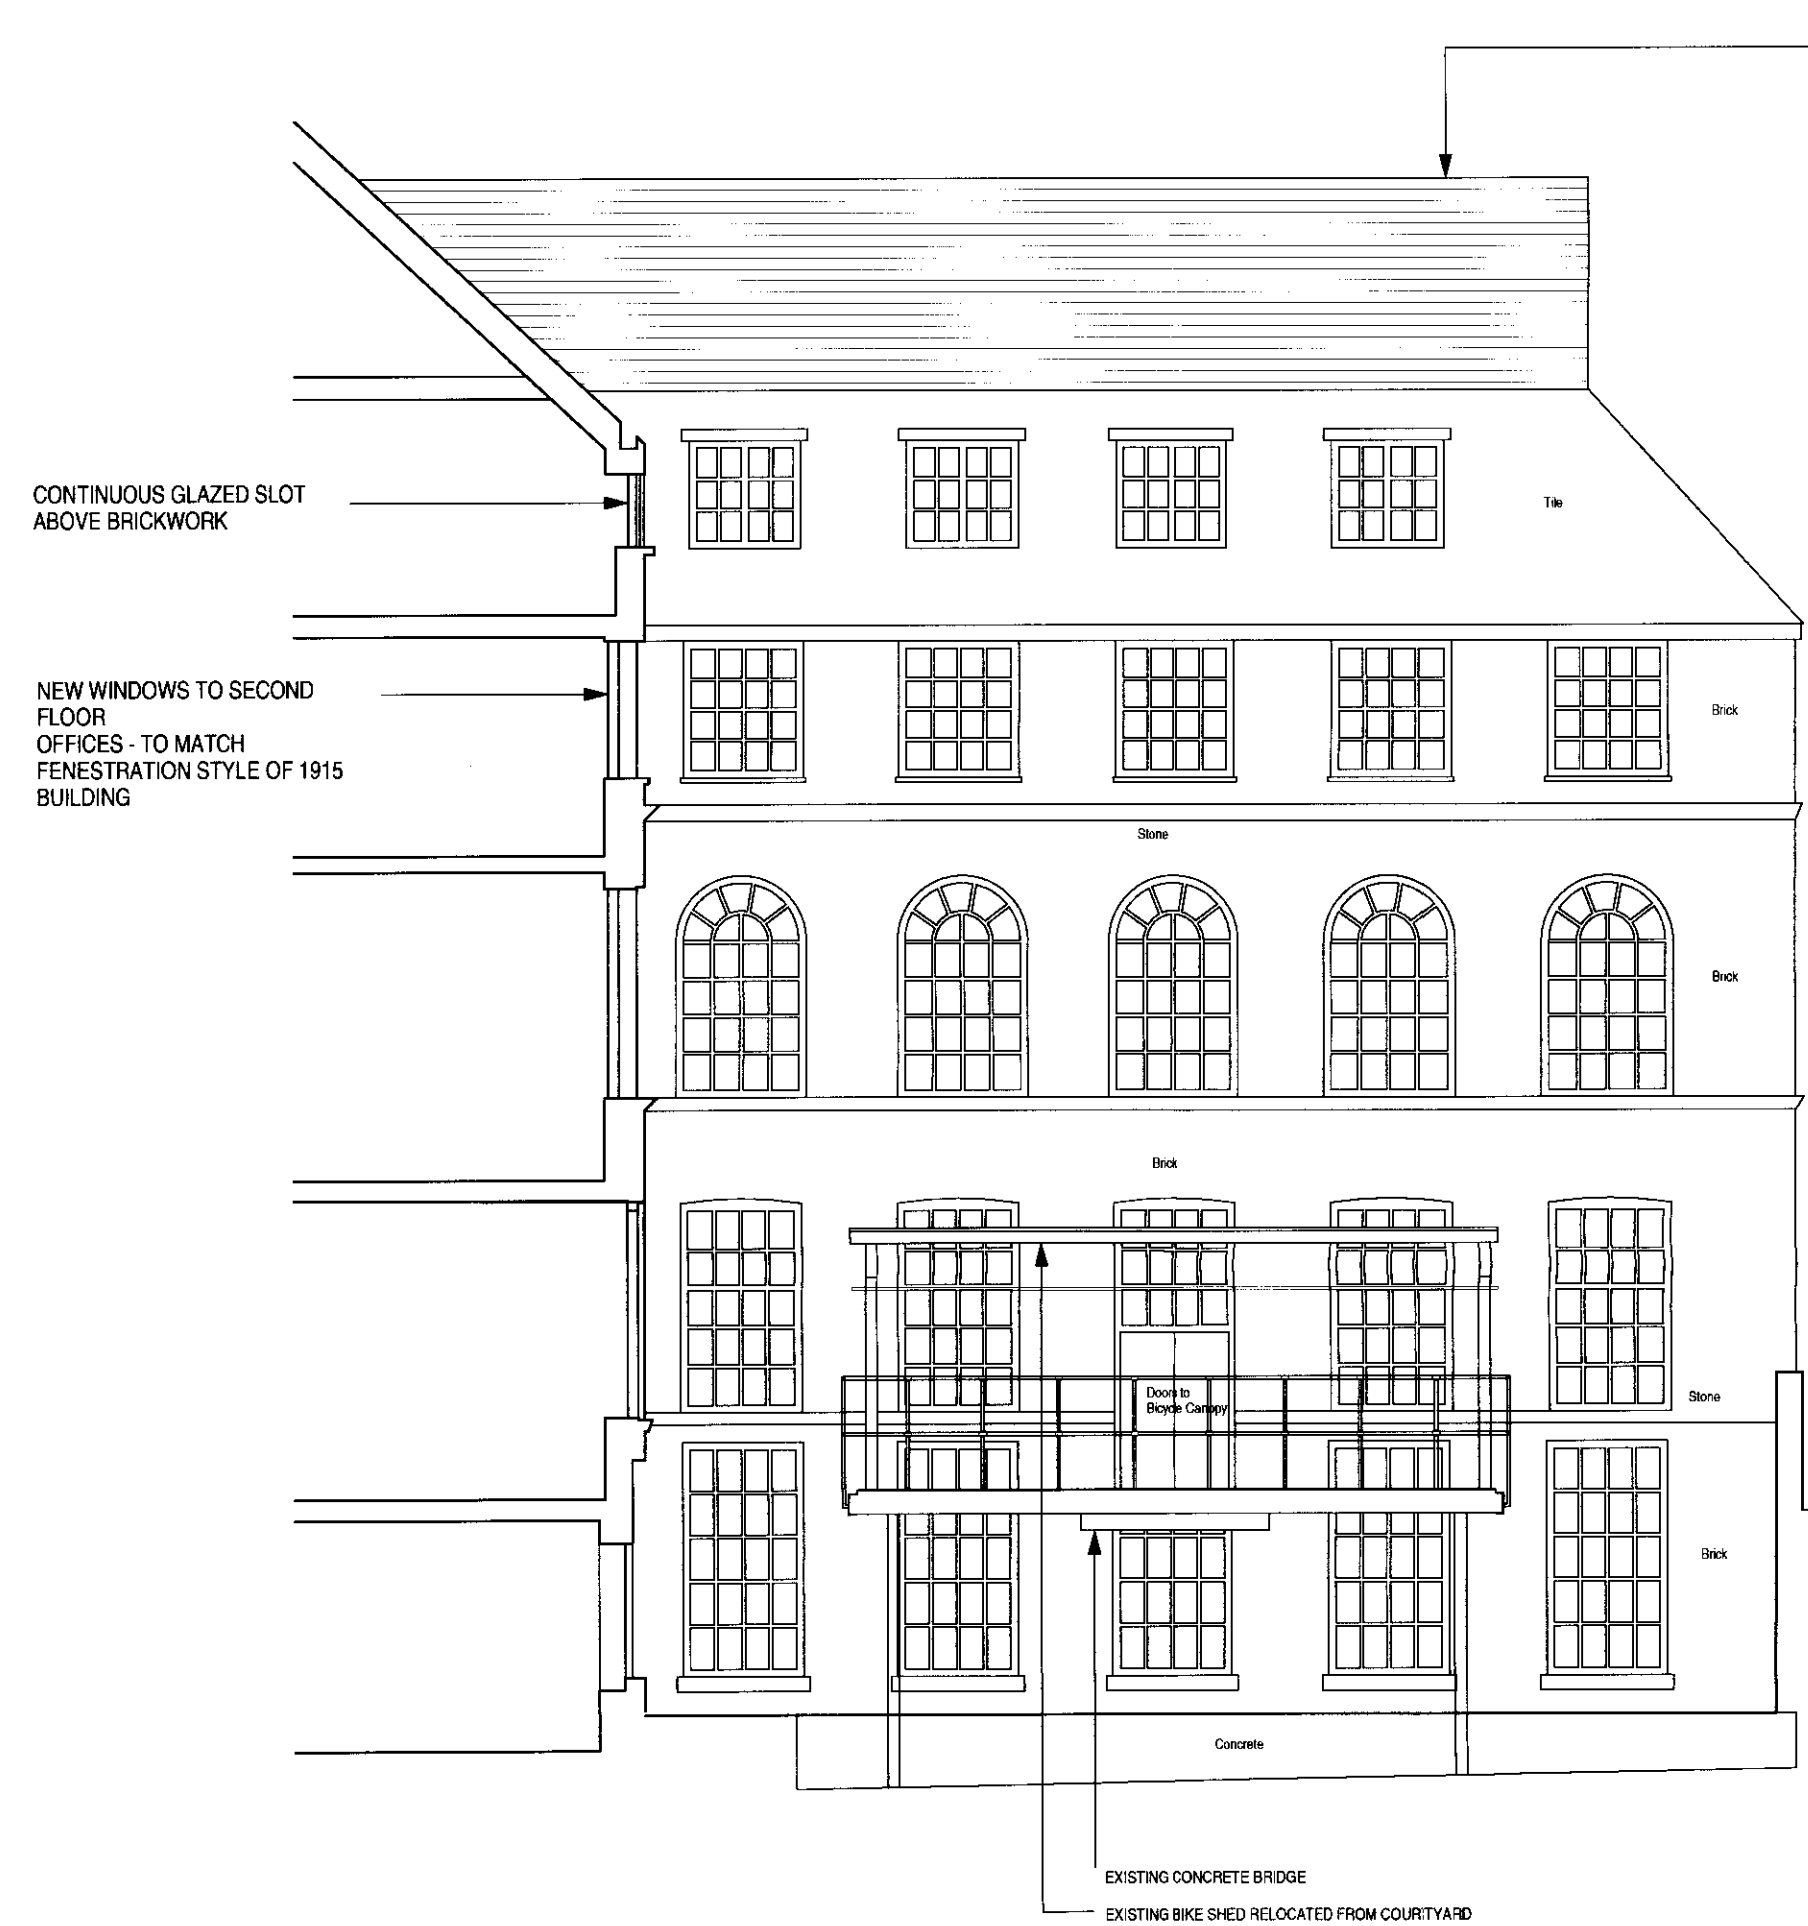 CONTINUOUS GLAZED SLOT
ABOVE BRICKWORK
Tile
NEW WINDOWS TO SECOND
FLOOR
OFFICES - TO MATCH
FENESTRATION STYLE OF 1915
BUILDING
Brick
Stone
Brick
Brick
Doors to
Bicycle Canopy
Stone
Brick
Concrete
EXISTING CONCRETE BRIDGE
EXISTING BIKE SHED RELOCATED FROM COURTYARD